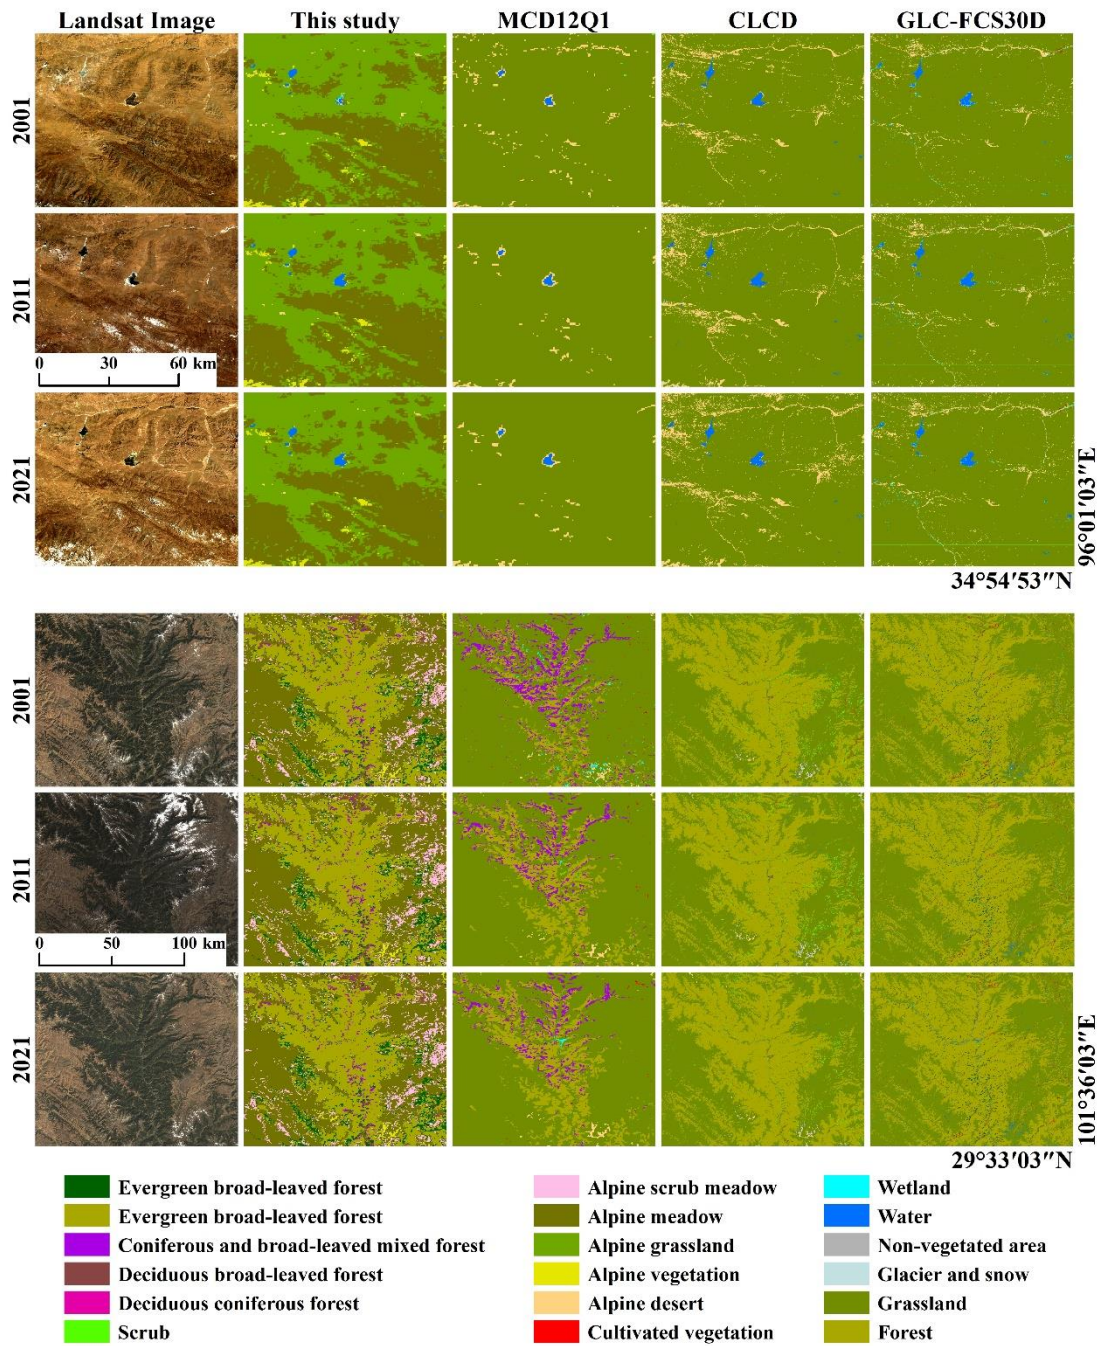 Landsat Image This study MCD12Q1 CLCD GLC-FCS30D
2001
2011
0 30 60 km
2021
96°01′03″E
34°54′53″N
2001
2011
0 50 100 km
2021
101°36′03″E
29°33′03″N
Evergreen broad-leaved forest Alpine scrub meadow Wetland
Evergreen broad-leaved forest Alpine meadow Water
Coniferous and broad-leaved mixed forest Alpine grassland Non-vegetated area
Deciduous broad-leaved forest Alpine vegetation Glacier and snow
Deciduous coniferous forest Alpine desert Grassland
Scrub Cultivated vegetation Forest